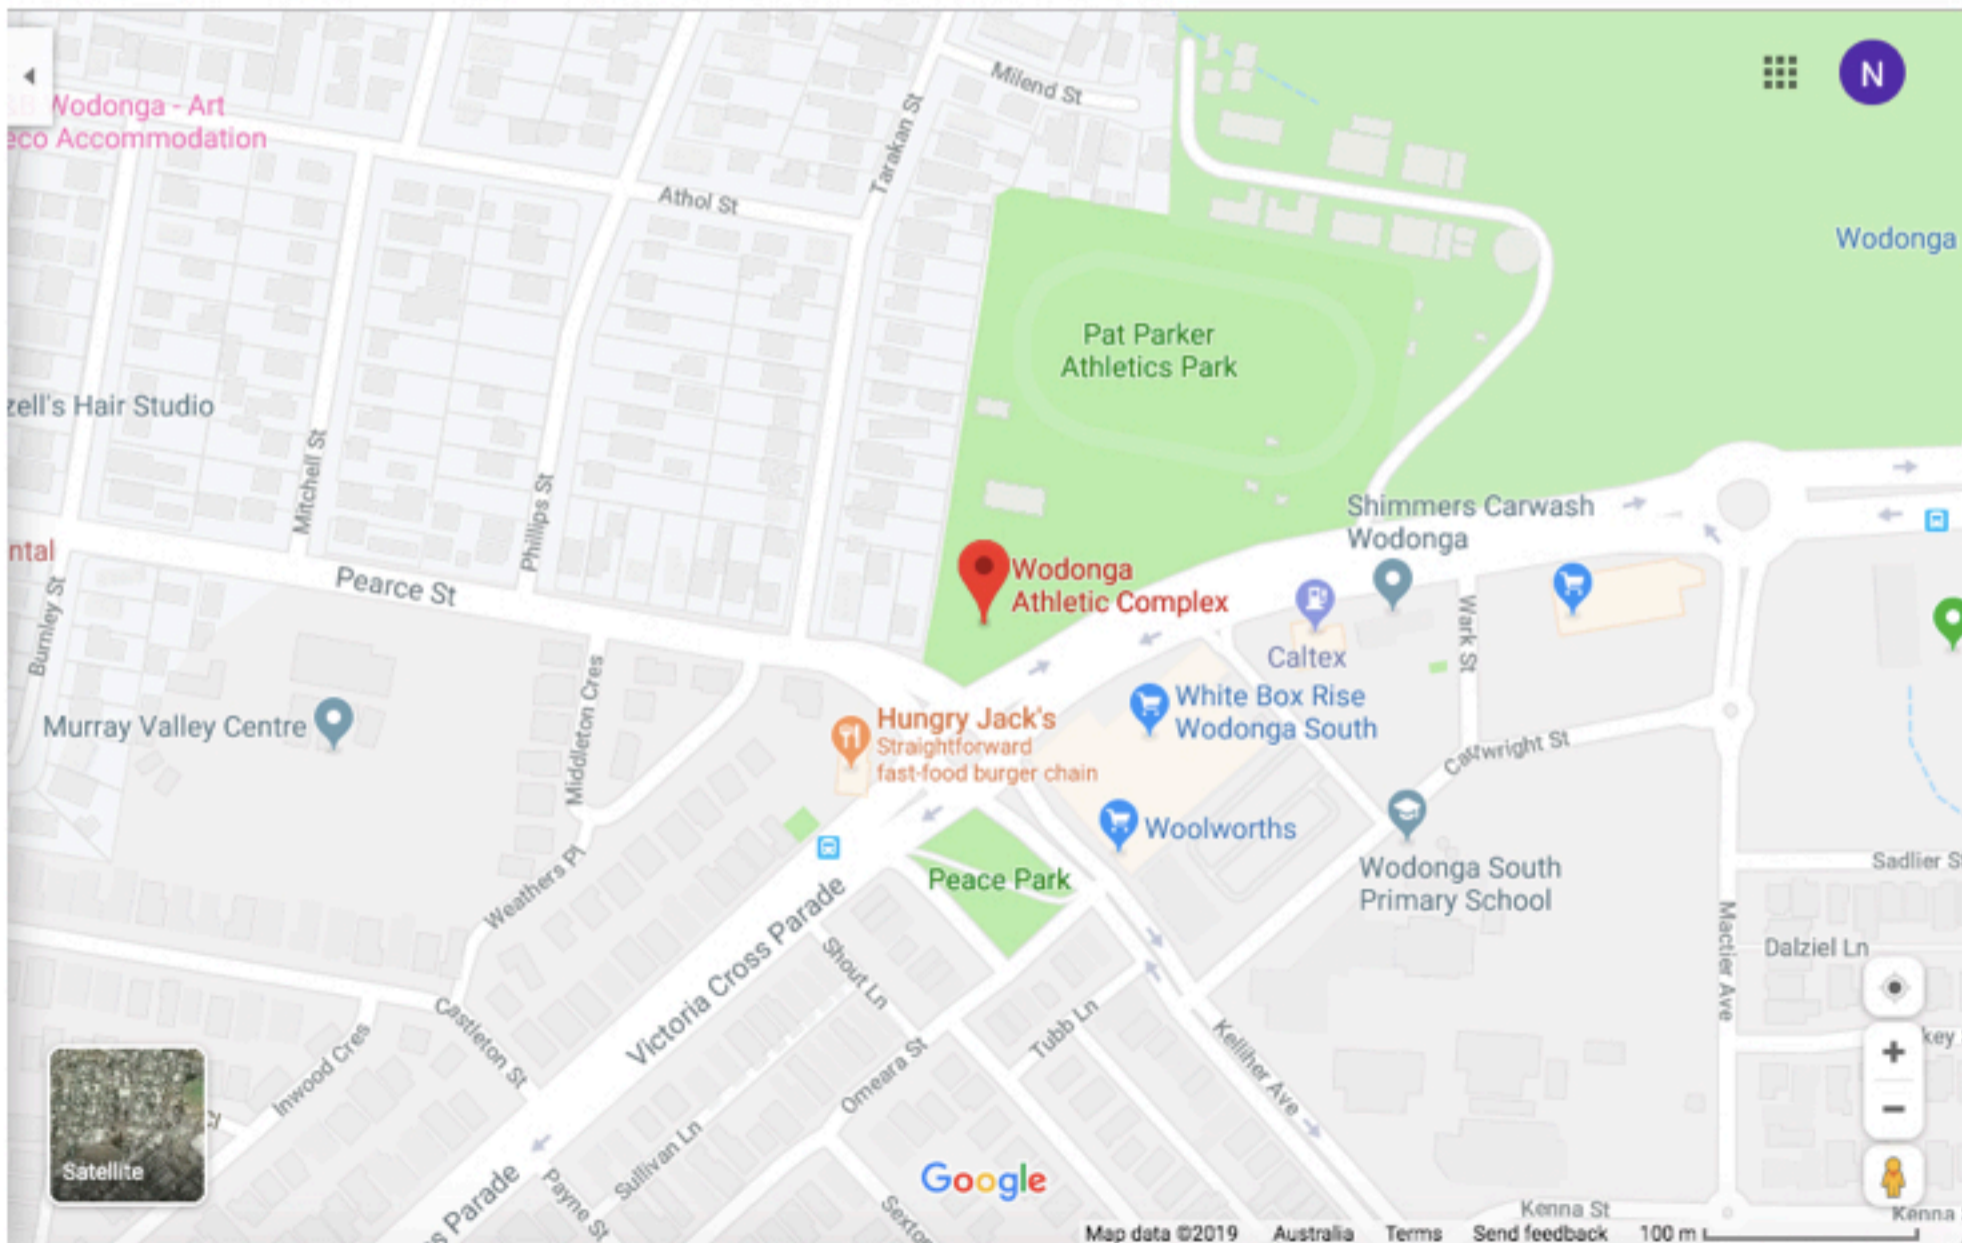 Milend St
N
Wodonga - Art
eco Accommodation
Tarakan St
Athol St
Wodonga
Pat Parker
Athletics Park
zell's Hair Studio
Mitchell St
Phillips St
Shimmers Carwash
Wodonga
ntal
Pearce St
Wodonga
Athletic Complex
Burnley St
Wark St
Caltex
Middleton Cres
White Box Rise
Wodonga South
Murray Valley Centre
Hungry Jack's
Straightforward
fast-food burger chain
Cartwright St
Woolworths
Wodonga South
Primary School
Peace Park
Sadlier S
Weathers Pl
Victoria Cross Parade
Shout Ln
Mactier Ave
Dalziel Ln
Castleton St
Tubb Ln
Kelliher Ave
key
Inwood Cres
Omeara St
Satellite
Sullivan Ln
Google
Payne St
s Parade
Sexto
Kenna St
Kenna
Map data ©2019 Australia Terms Send feedback 100 m